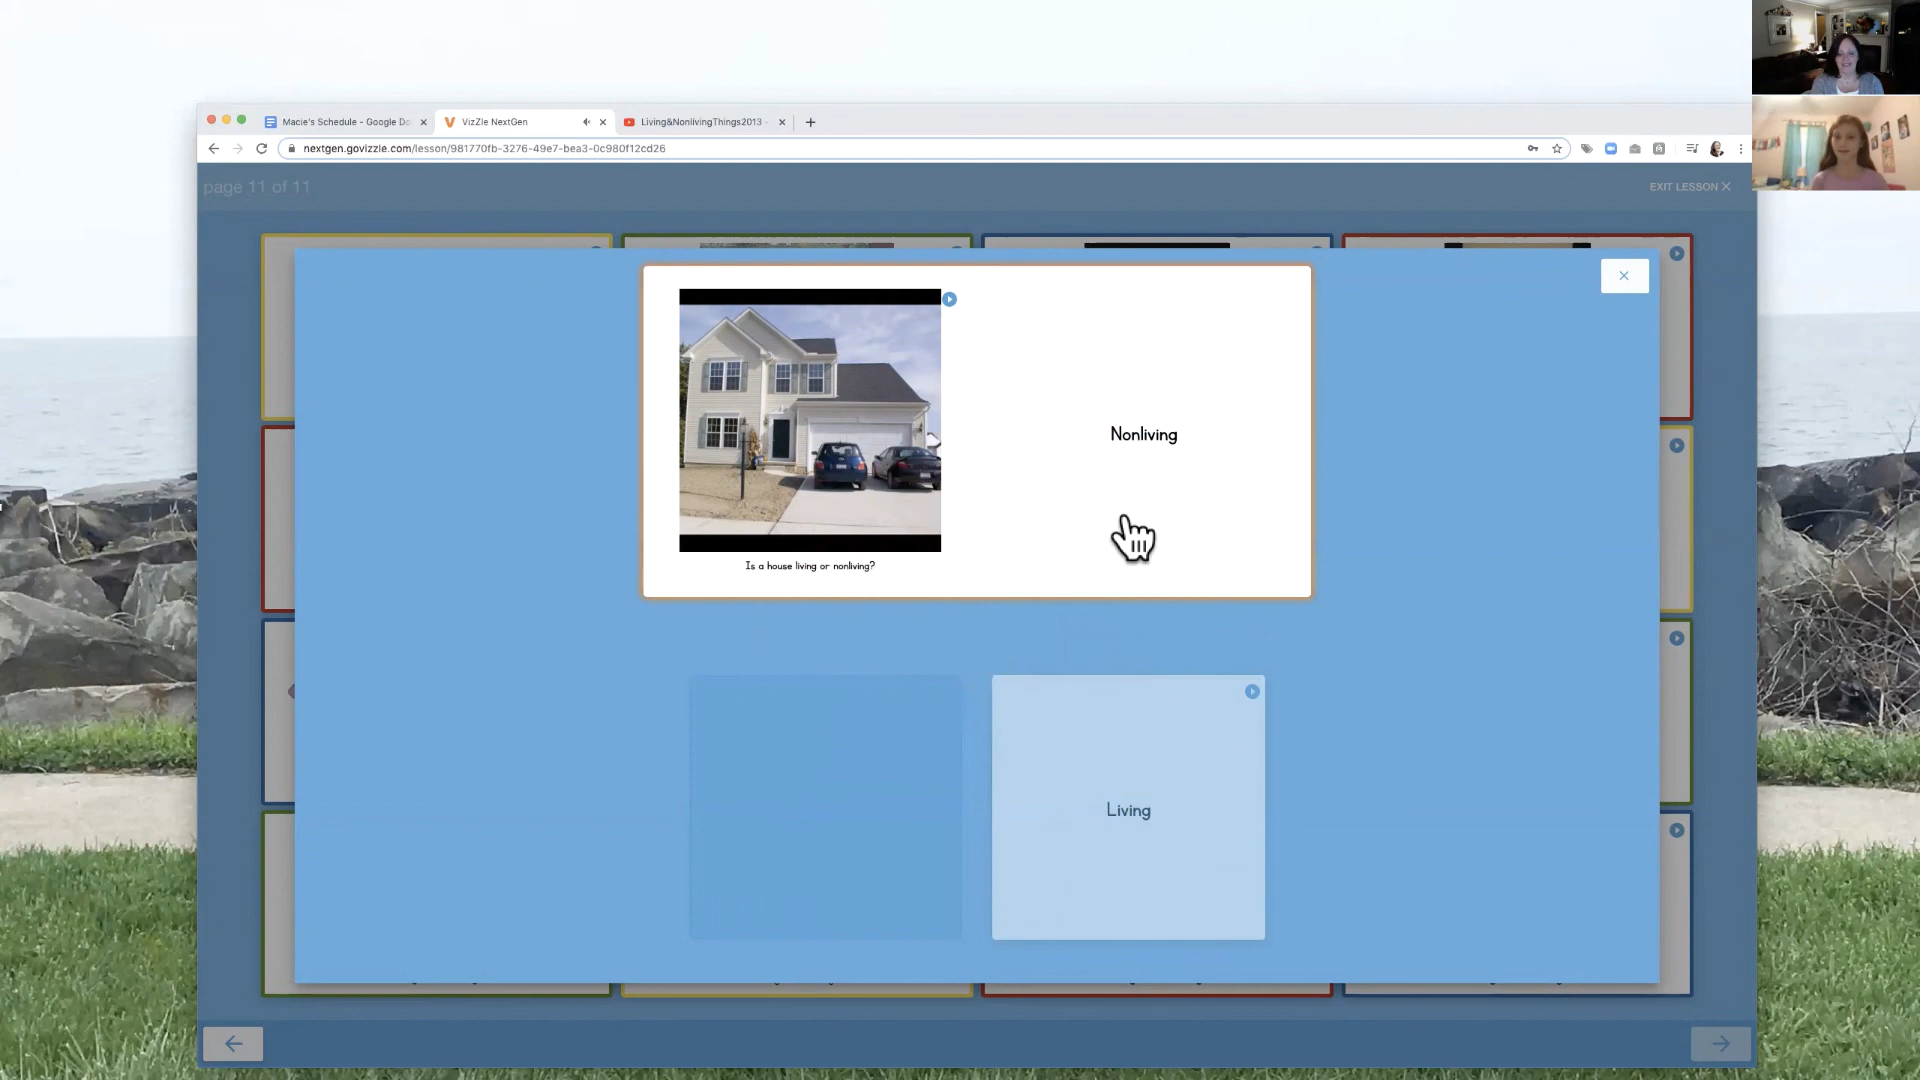 Macie's Schedule - Google Do
VizZle NextGen
Living&NonlivingThings2013 -
nextgen.govizzle.com/lesson/981770fb-3276-49e7-bea3-0c980f12cd26
page 11 of 11
EXIT LESSON
Nonliving
Is a house living or nonliving?
Living